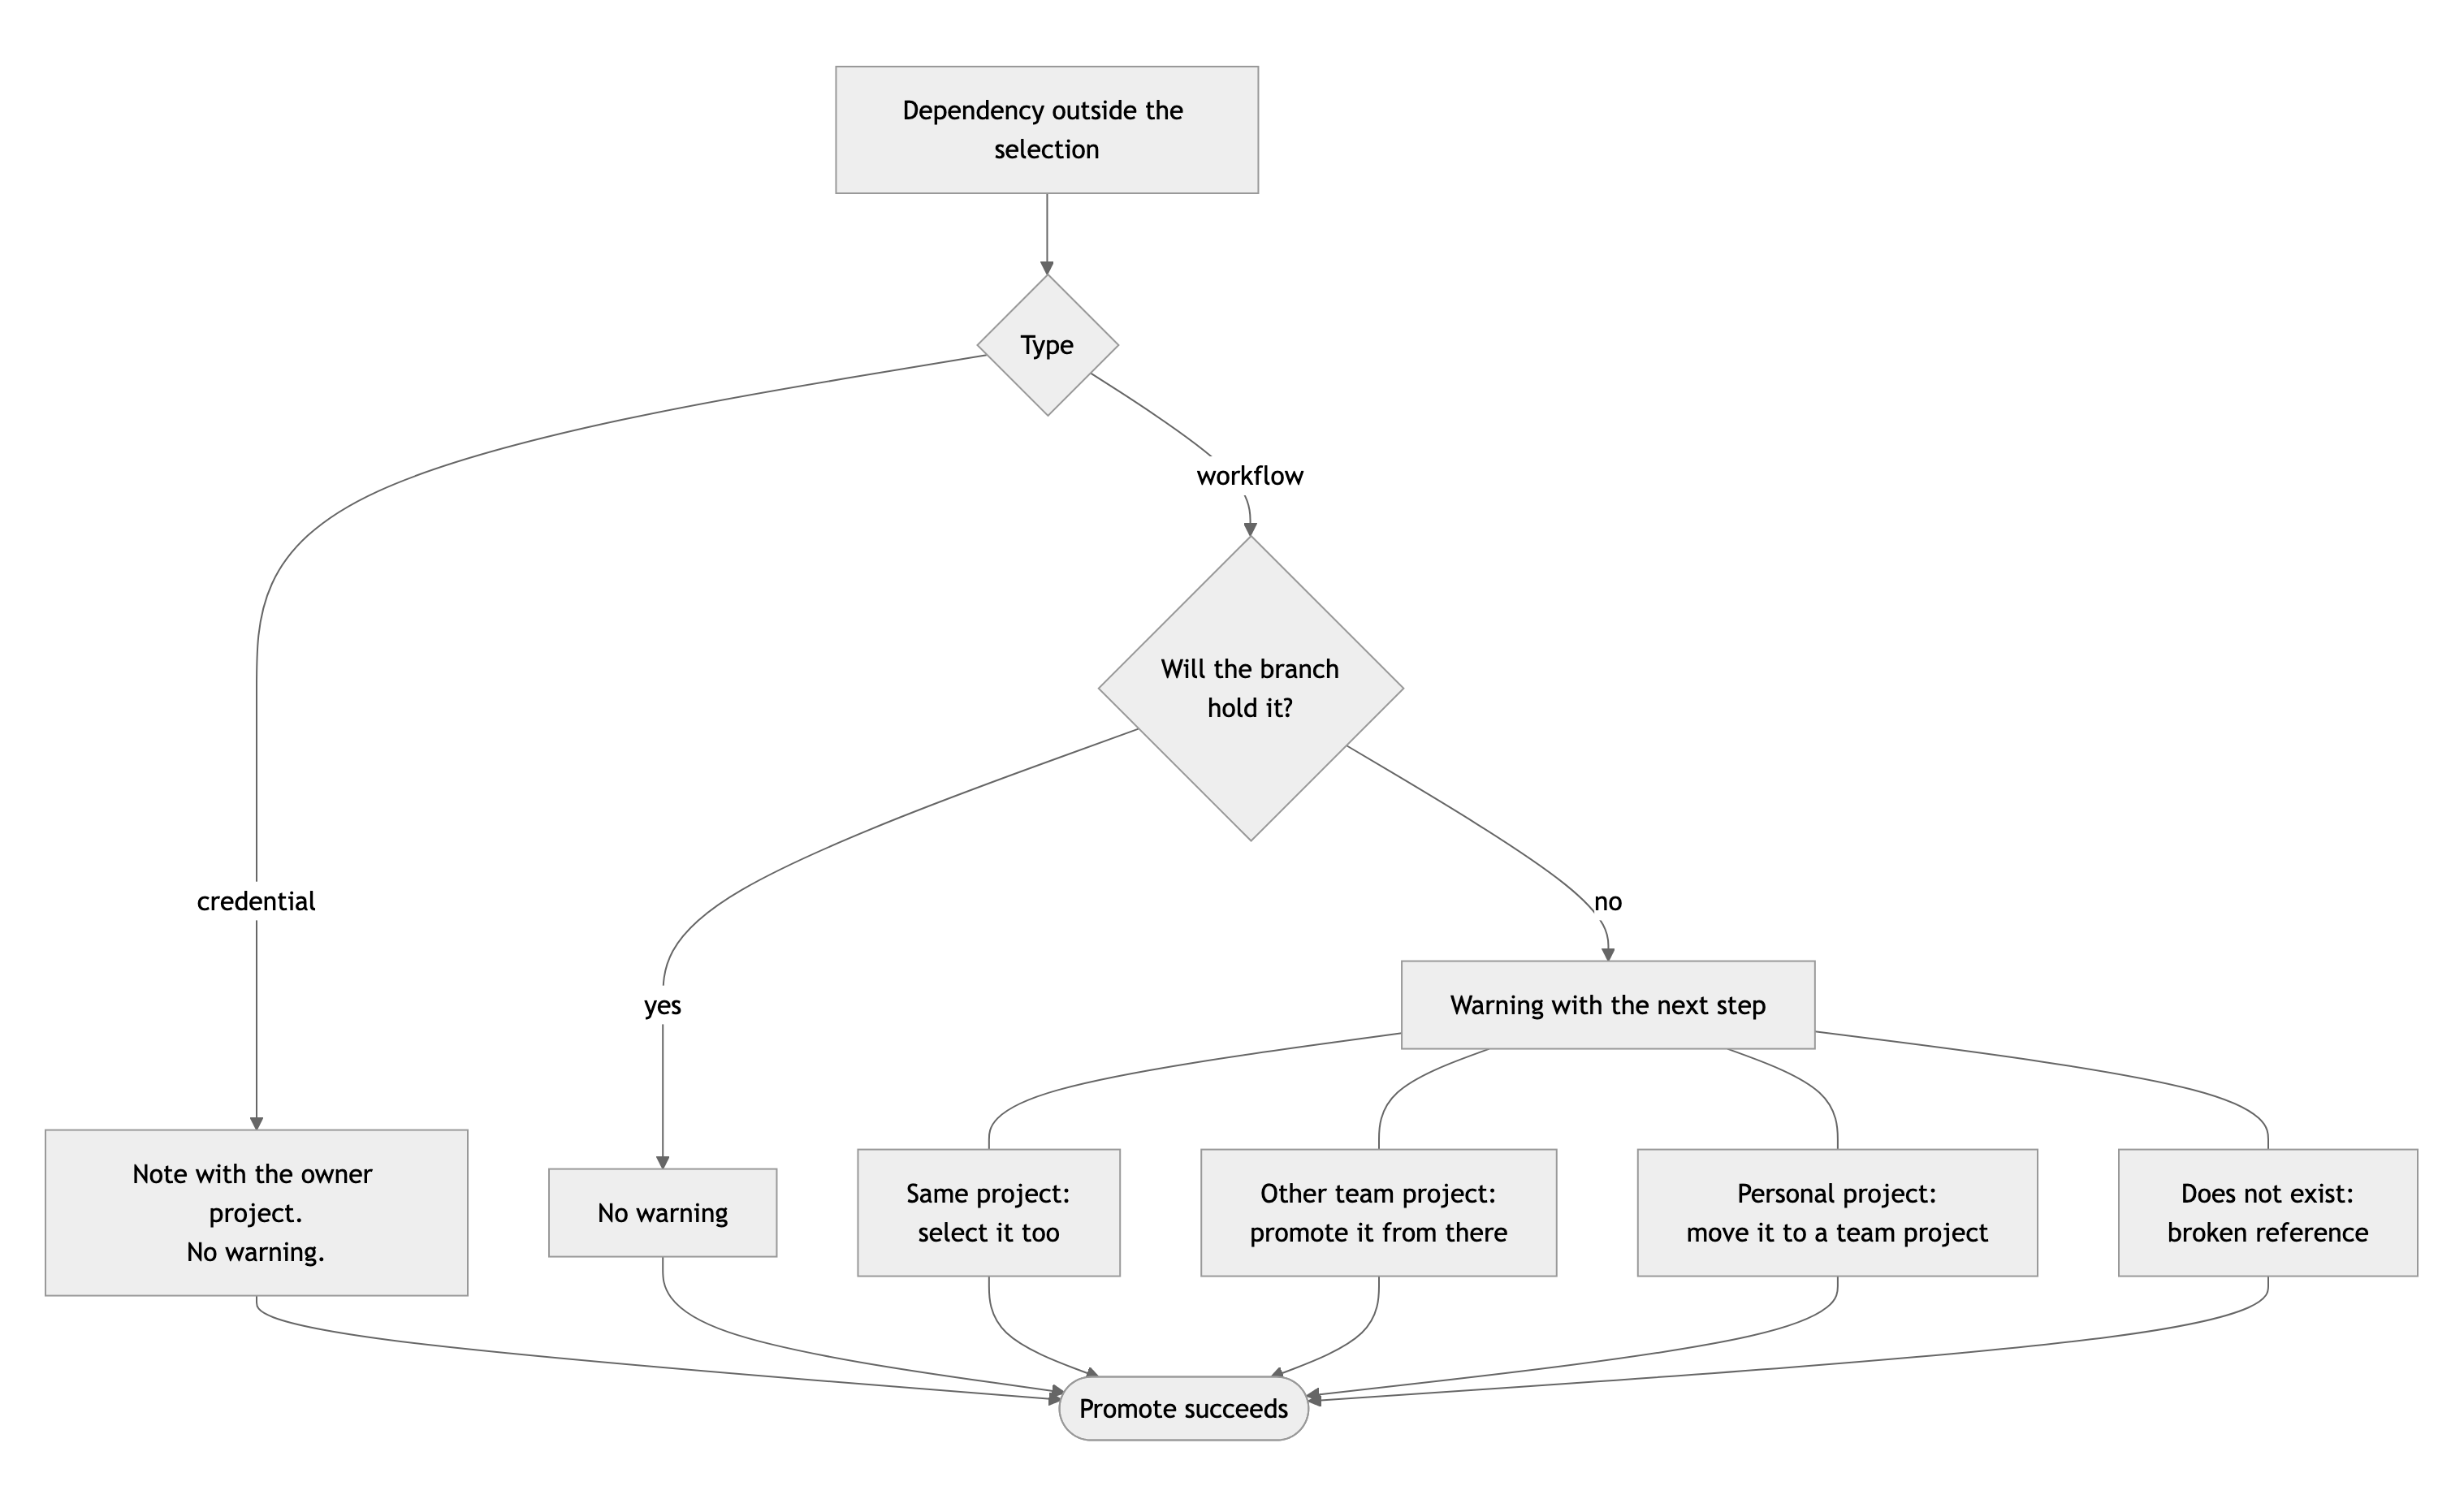 Dependency outside the
selection
Type
workflow
Will the branch
hold it?
credential
no
yes
Warning with the next step
Note with the owner
project.
No warning.
No warning
Same project:
select it too
Other team project:
promote it from there
Personal project:
move it to a team project
Does not exist:
broken reference
Promote succeeds